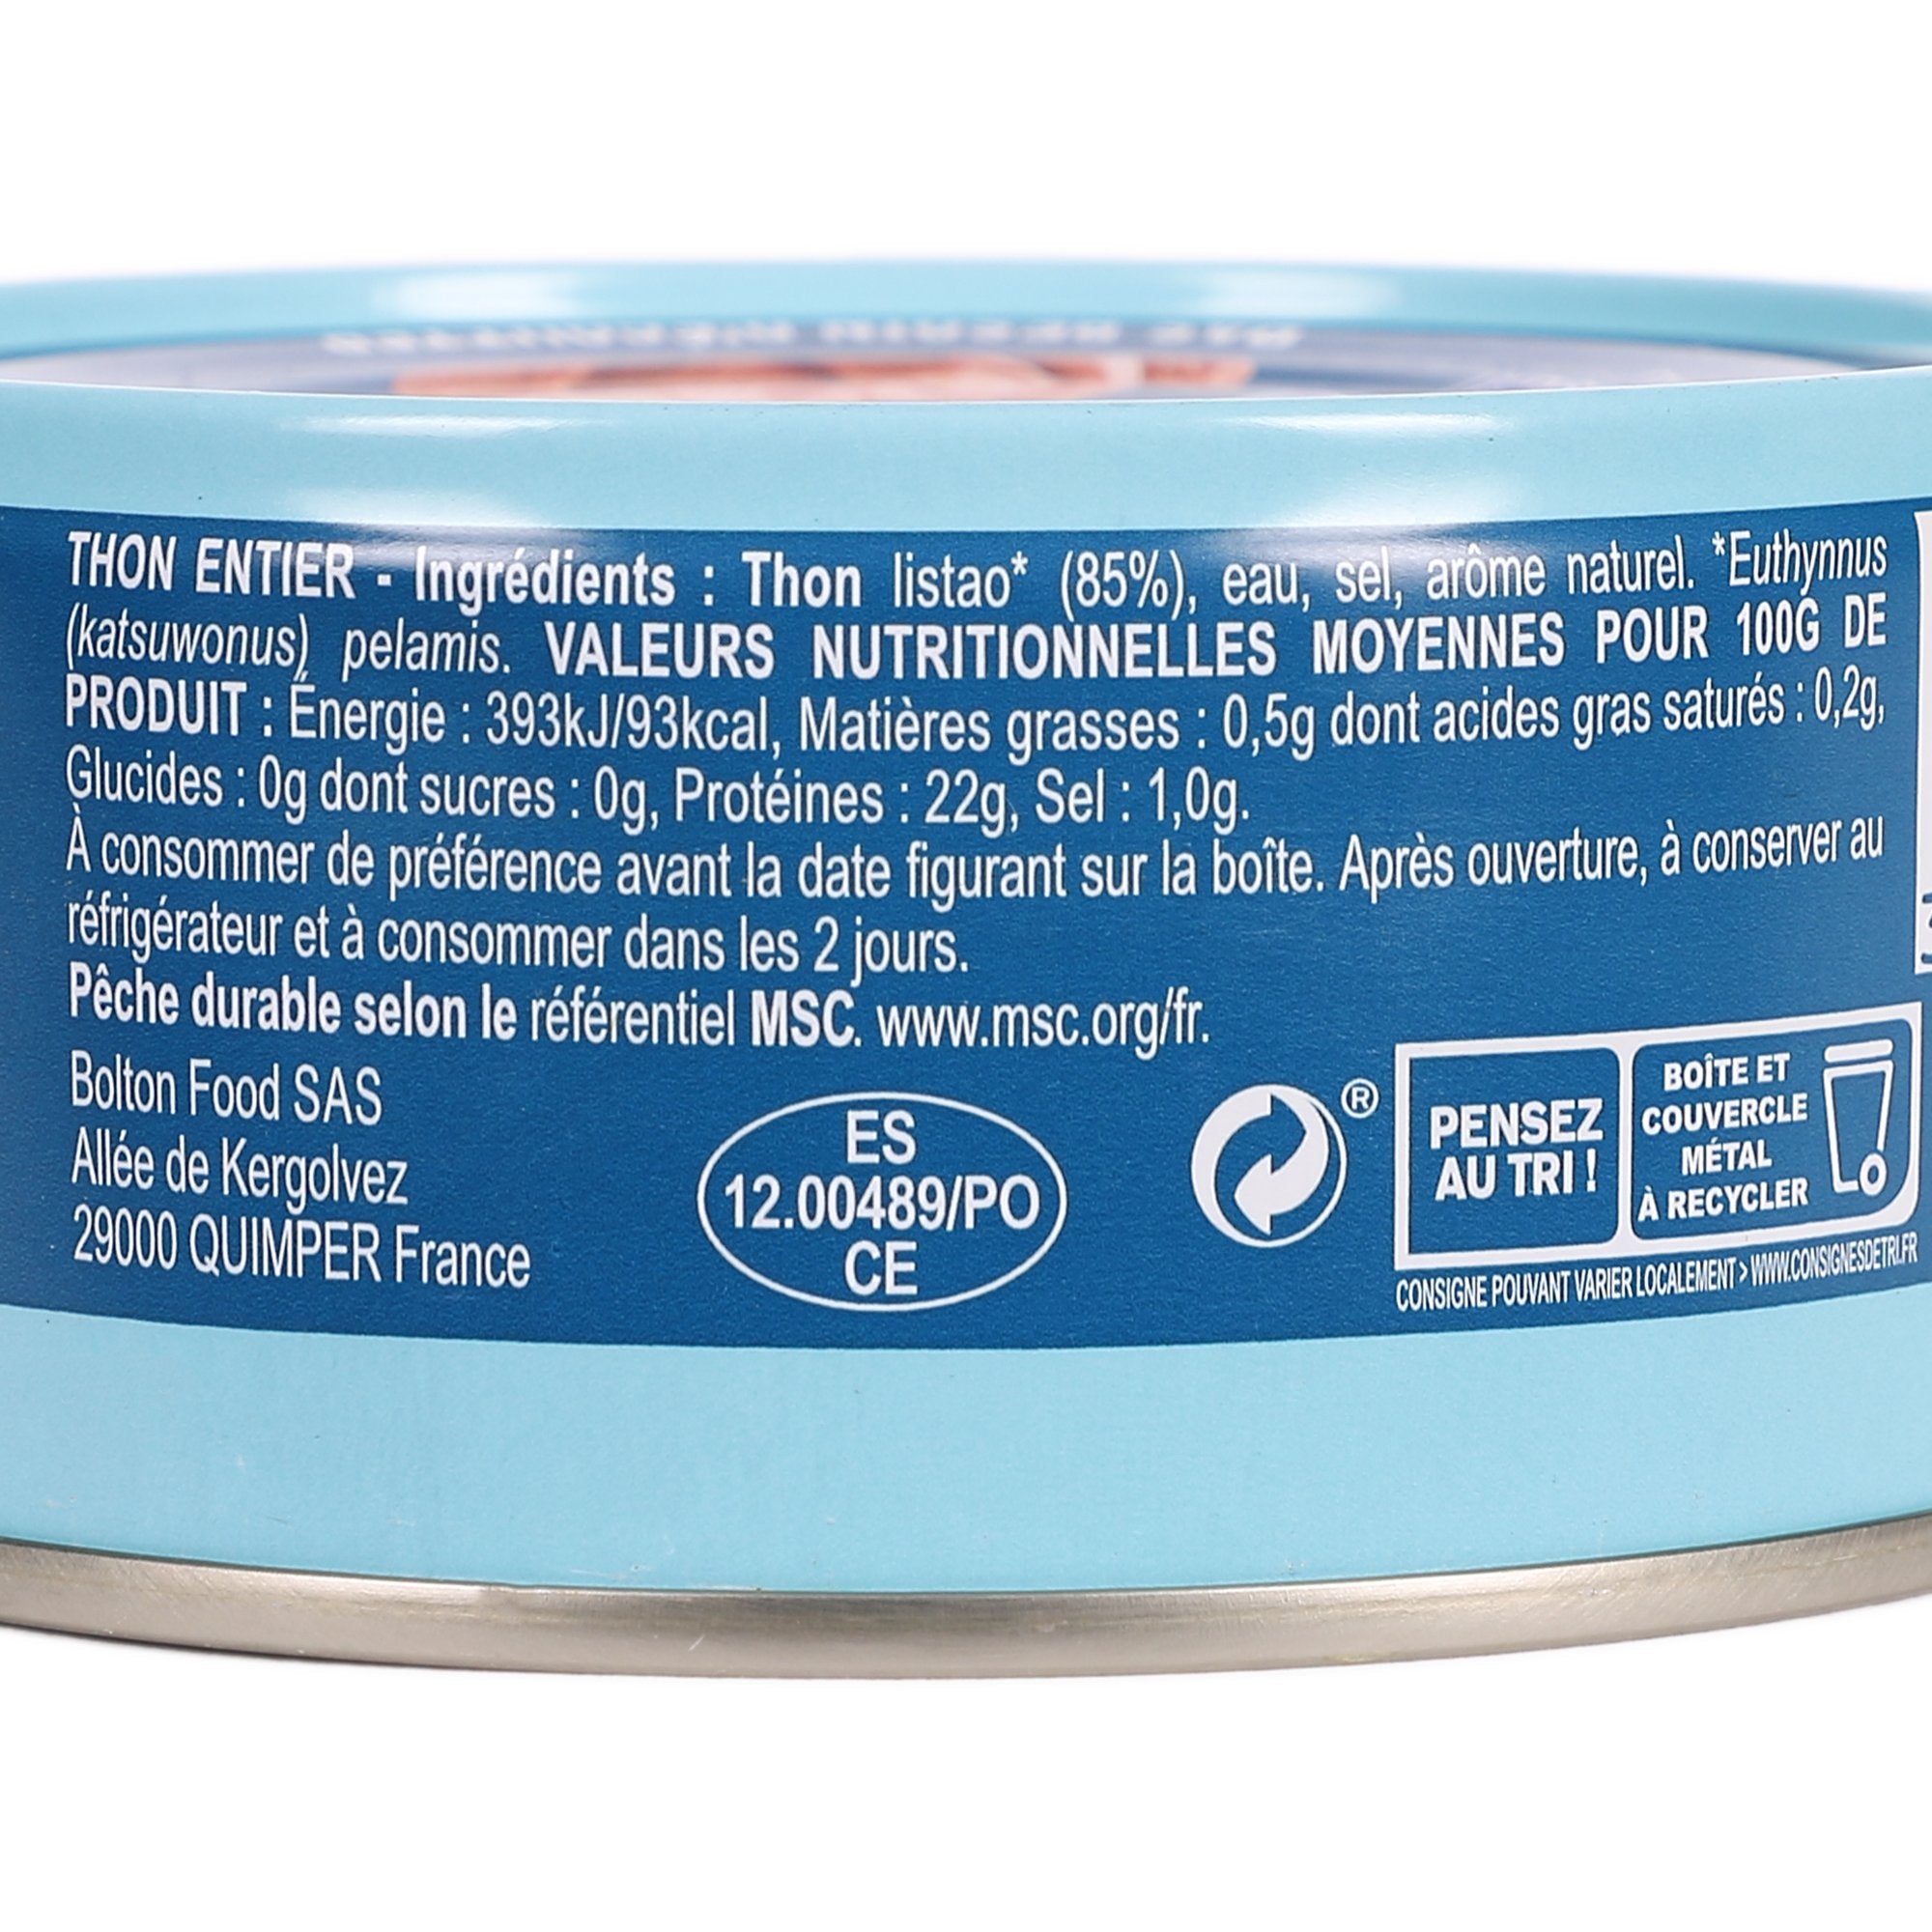 THON ENTIER - Ingrédients : Thon listao* (85%), eau, sel, arôme naturel. *Euthynnus
(katsuwonus) pelamis. VALEURS NUTRITIONNELLES MOYENNES POUR 100G DE
PRODUIT : Énergie : 393kJ/93kcal, Matières grasses : 0,5g dont acides gras saturés : 0,2g,
Glucides : 0g dont sucres : 0g, Protéines : 22g, Sel : 1,0g.
À consommer de préférence avant la date figurant sur la boîte. Après ouverture, à conserver au
réfrigérateur et à consommer dans les 2 jours.
Pêche durable selon le référentiel MSC. www.msc.org/fr.
Bolton Food SAS
Allée de Kergolvez
29000 QUIMPER France
ES
12.00489/PO
CE
®
PENSEZ
AU TRI !
BOÎTE ET
COUVERCLE
MÉTAL
À RECYCLER
CONSIGNE POUVANT VARIER LOCALEMENT > WWW.CONSIGNESDETRI.FR